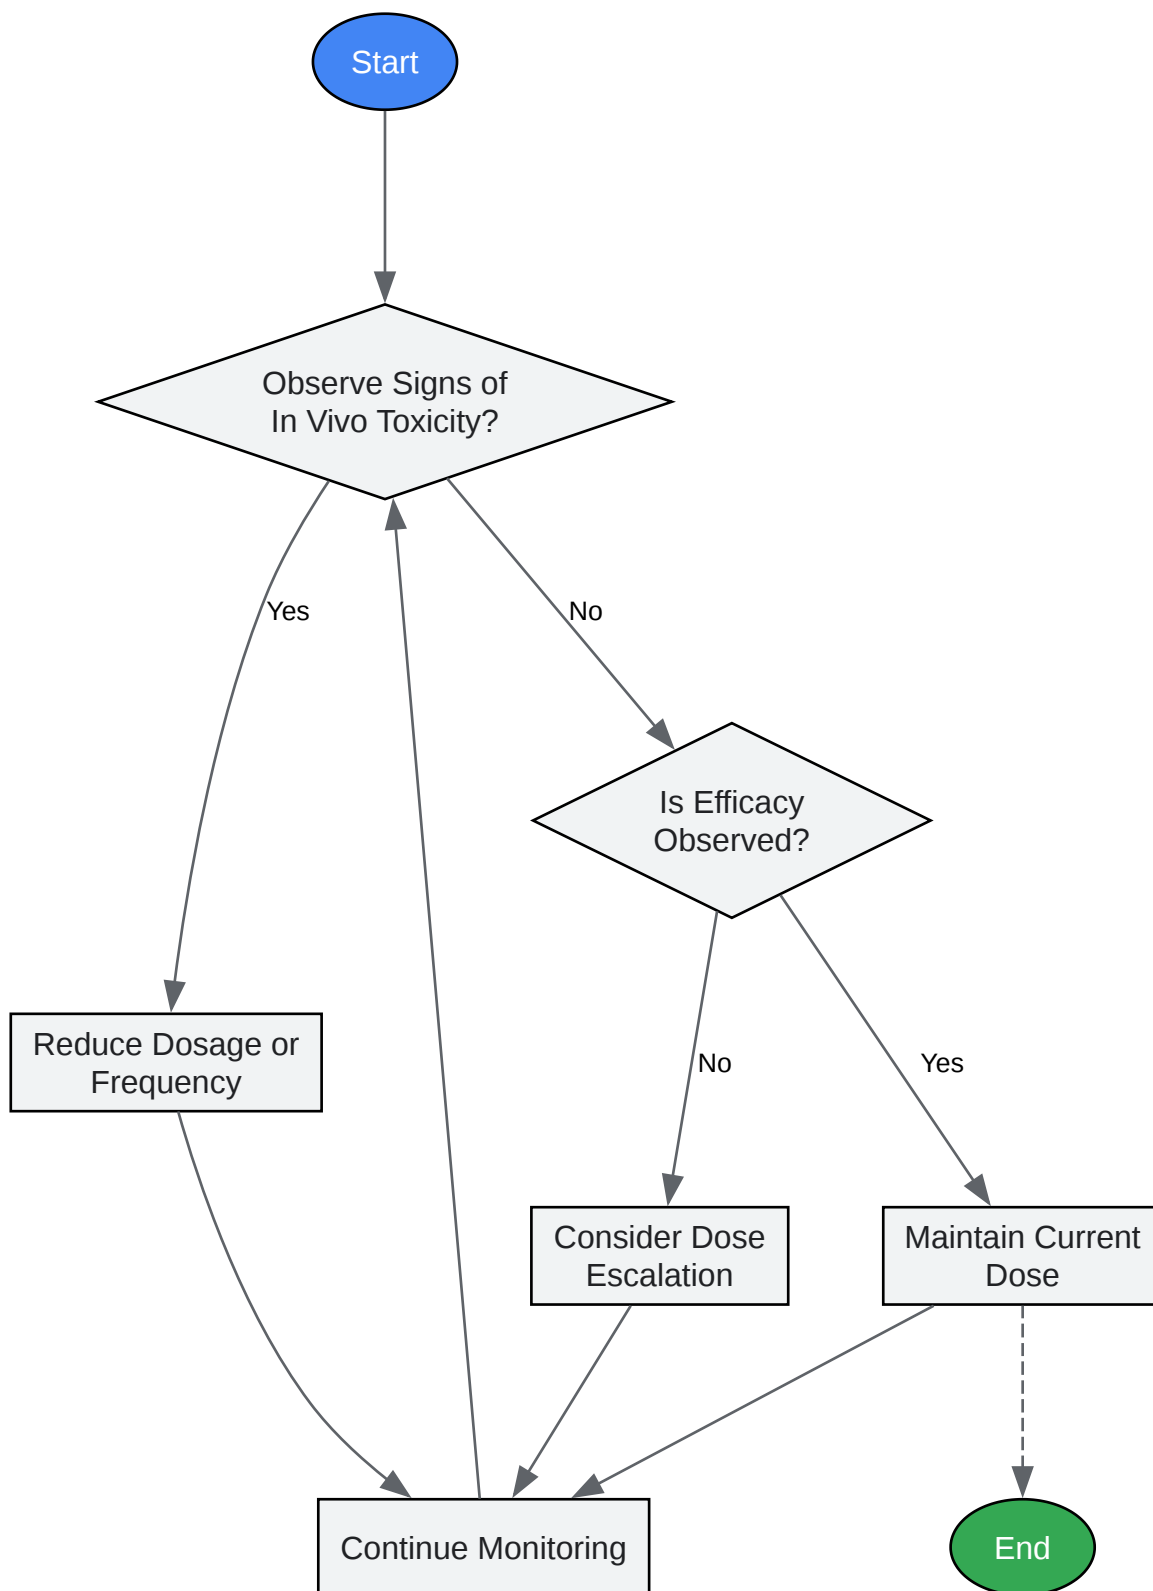 Start
Observe Signs of
In Vivo Toxicity?
Yes
No
Is Efficacy
Observed?
Reduce Dosage or
Frequency
No
Yes
Consider Dose
Escalation
Maintain Current
Dose
Continue Monitoring
End